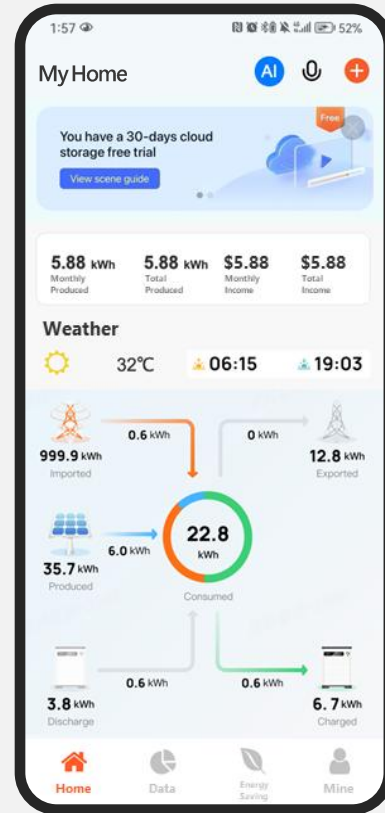 1:57
52%
My Home
AI
You have a 30-days cloud
storage free trial
Free
View scene guide
5.88 kWh
Monthly
Produced
5.88 kWh
Total
Produced
$5.88
Monthly
Income
$5.88
Total
Income
Weather
32℃
06:15
19:03
0.6 kWh
0 kWh
999.9 kWh
Imported
12.8 kWh
Exported
22.8
kWh
Consumed
6.0 kWh
35.7 kWh
Produced
0.6 kWh
0.6 kWh
3.8 kWh
Discharge
6.7 kWh
Charged
Home
Data
Energy
Saving
Mine